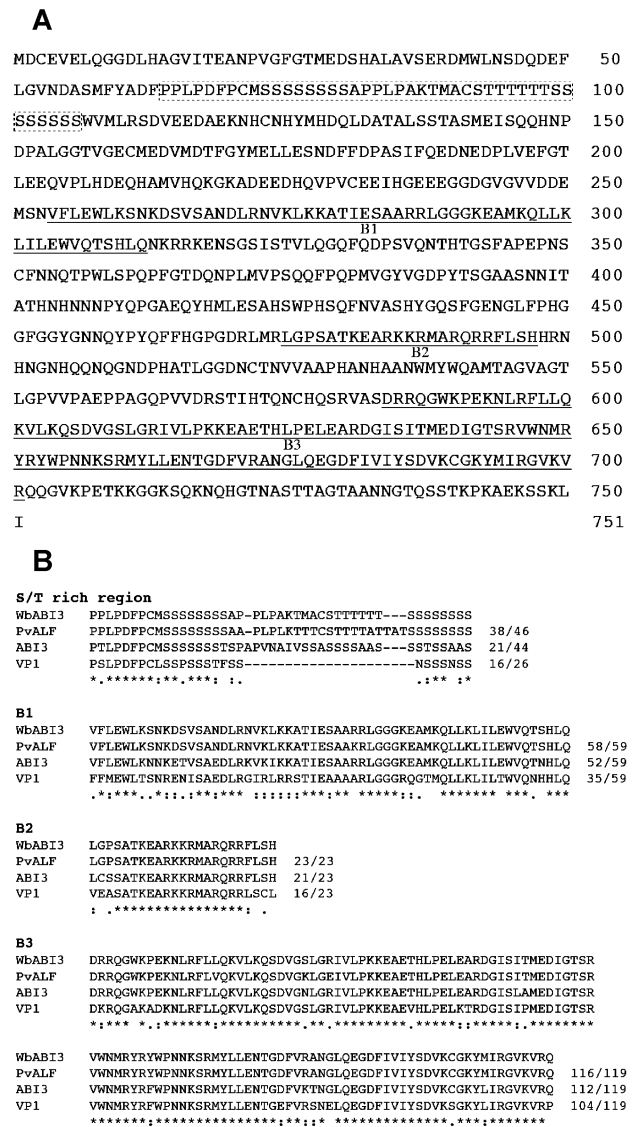 A
MDCEVELQGGDLHAGVITEANPVGFGTMEDSHALAVSERDMWLNSDQDEF 50
LGVNDASMFYADFPPLPDFPCMSSSSSSSSAPPLPAKTMACSTTTTTTSS 100
SSSSSSWVMLRSDVEEDAEKNHCNHYMHDQLDATALSSTASMEISQQHNP 150
DPALGGTVGECMEDVMDTFGYMELLESNDFFDPASIFQEDNEDPLVEFGT 200
LEEQVPLHDEQHAMVHQKGKADEEDHQVPVCEEIHGEEEGGDGVGVVDDE 250
MSNVFLEWLKSNKDSVSANDLRNVKLKKATIESAARRLGGGKEAMKQLLK 300
B1
LILEWVQTSHLQNKRRKENSGSISTVLQGQFQDPSVQNTHTGSFAPEPNS 350
CFNNQTPWLSPQPFGTDQNPLMVPSQQFPQPMVGYVGDPYTSGAASNNIT 400
ATHNHNNNPYQPGAEQYHMLESAHSWPHSQFNVASHYGQSFGENGLFPHG 450
GFGGYGNNQYPYQFFHGPGDRLMRLGPSATKEARKKRMARQRRFLSHHRN 500
B2
HNGNHQQNQGNDPHATLGGDNCTNVVAAPHANHAANWMYWQAMTAGVAGT 550
LGPVVPAEPPAGQPVVDRSTIHTQNCHQSRVASDRRQGWKPEKNLRFLLQ 600
KVLKQSDVGSLGRIVLPKKEAETHLPELEARDGISITMEDIGTSRVWNMR 650
B3
YRYWPNNKSRMYLLENTGDFVRANGLQEGDFIVIYSDVKCGKYMIRGVKV 700
RQQGVKPETKKGGKSQKNQHGTNASTTAGTAANNGTQSSTKPKAEKSSKL 750
I 751
B
S/T rich region
WbABI3 PPLPDFPCMSSSSSSSSAP-PLPAKTMACSTTTTTT---SSSSSSSS
PvALF PPLPDFPCMSSSSSSSSAA-PLPLKTTTCSTTTTATTATSSSSSSSS 38/46
ABI3 PTLPDFPCMSSSSSSSTSPAPVNAIVSSASSSSAAS---SSTSSAAS 21/44
VP1 PSLPDFPCLSSPSSSTFSS---------------------NSSSNSS 16/26
*.******:**.***:.:. .:** :*
B1
WbABI3 VFLEWLKSNKDSVSANDLRNVKLKKATIESAARRLGGGKEAMKQLLKLILEWVQTSHLQ
PvALF VFLEWLKSNKDSVSANDLRNVKLKKATIESAAKRLGGGKEAMKQLLKLILEWVQTSHLQ 58/59
ABI3 VFLEWLKNNKETVSAEDLRKVKIKKATIESAARRLGGGKEAMKQLLKLILEWVQTNHLQ 52/59
VP1 FFMEWLTSNRENISAEDLRGIRLRRSTIEAAAARLGGGRQGTMQLLKLILTWVQNHHLQ 35/59
.*:***.:*:.:**:*** :::::***:** *****::. ******* ***. ***
B2
WbABI3 LGPSATKEARKKRMARQRRFLSH
PvALF LGPSATKEARKKRMARQRRFLSH 23/23
ABI3 LCSSATKEARKKRMARQRRFLSH 21/23
VP1 VEASATKEARKKRMARQRRLSCL 16/23
: .****************: .
B3
WbABI3 DRRQGWKPEKNLRFLLQKVLKQSDVGSLGRIVLPKKEAETHLPELEARDGISITMEDIGTSR
PvALF DRRQGWKPEKNLRFLVQKVLKQSDVGKLGEIVLPKKEAETHLPELEARDGISITMEDIGTSR
ABI3 DRRQGWKPEKNLRFLLQKVLKQSDVGNLGRIVLPKKEAETHLPELEARDGISLAMEDIGTSR
VP1 DKRQGAKADKNLRFLLQKVLKQSDVGSLGRIVLPKKEAEVHLPELKTRDGISIPMEDIGTSR
*:*** *.:******:**********.**.*********.*****::*****:.********
WbABI3 VWNMRYRYWPNNKSRMYLLENTGDFVRANGLQEGDFIVIYSDVKCGKYMIRGVKVRQ
PvALF VWNMRYRYWPNNKSRMYLLENTGDFVRANGLQEGDFIVIYSDVKCGKYMIRGVKVRQ 116/119
ABI3 VWNMRYRFWPNNKSRMYLLENTGDFVKTNGLQEGDFIVIYSDVKCGKYLIRGVKVRQ 112/119
VP1 VWNMRYRFWPNNKSRMYLLENTGEFVRSNELQEGDFIVIYSDVKSGKYLIRGVKVRP 104/119
*******:***************:**::* **************.***:*******